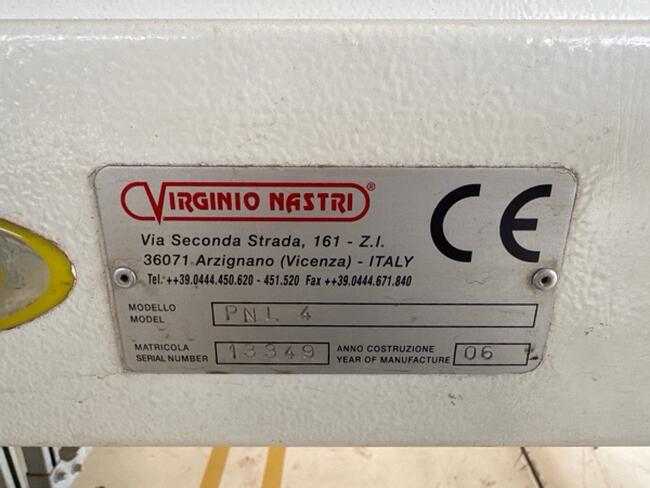 VIRGINIO NASTRI®
CE
Via Seconda Strada, 161 - Z.I.
36071 Arzignano (Vicenza) - ITALY
Tel. ++39.0444.450.620 - 451.520 Fax ++39.0444.671.840
MODELLO
MODEL
PNL 4
MATRICOLA
SERIAL NUMBER
13349
ANNO COSTRUZIONE
YEAR OF MANUFACTURE
06